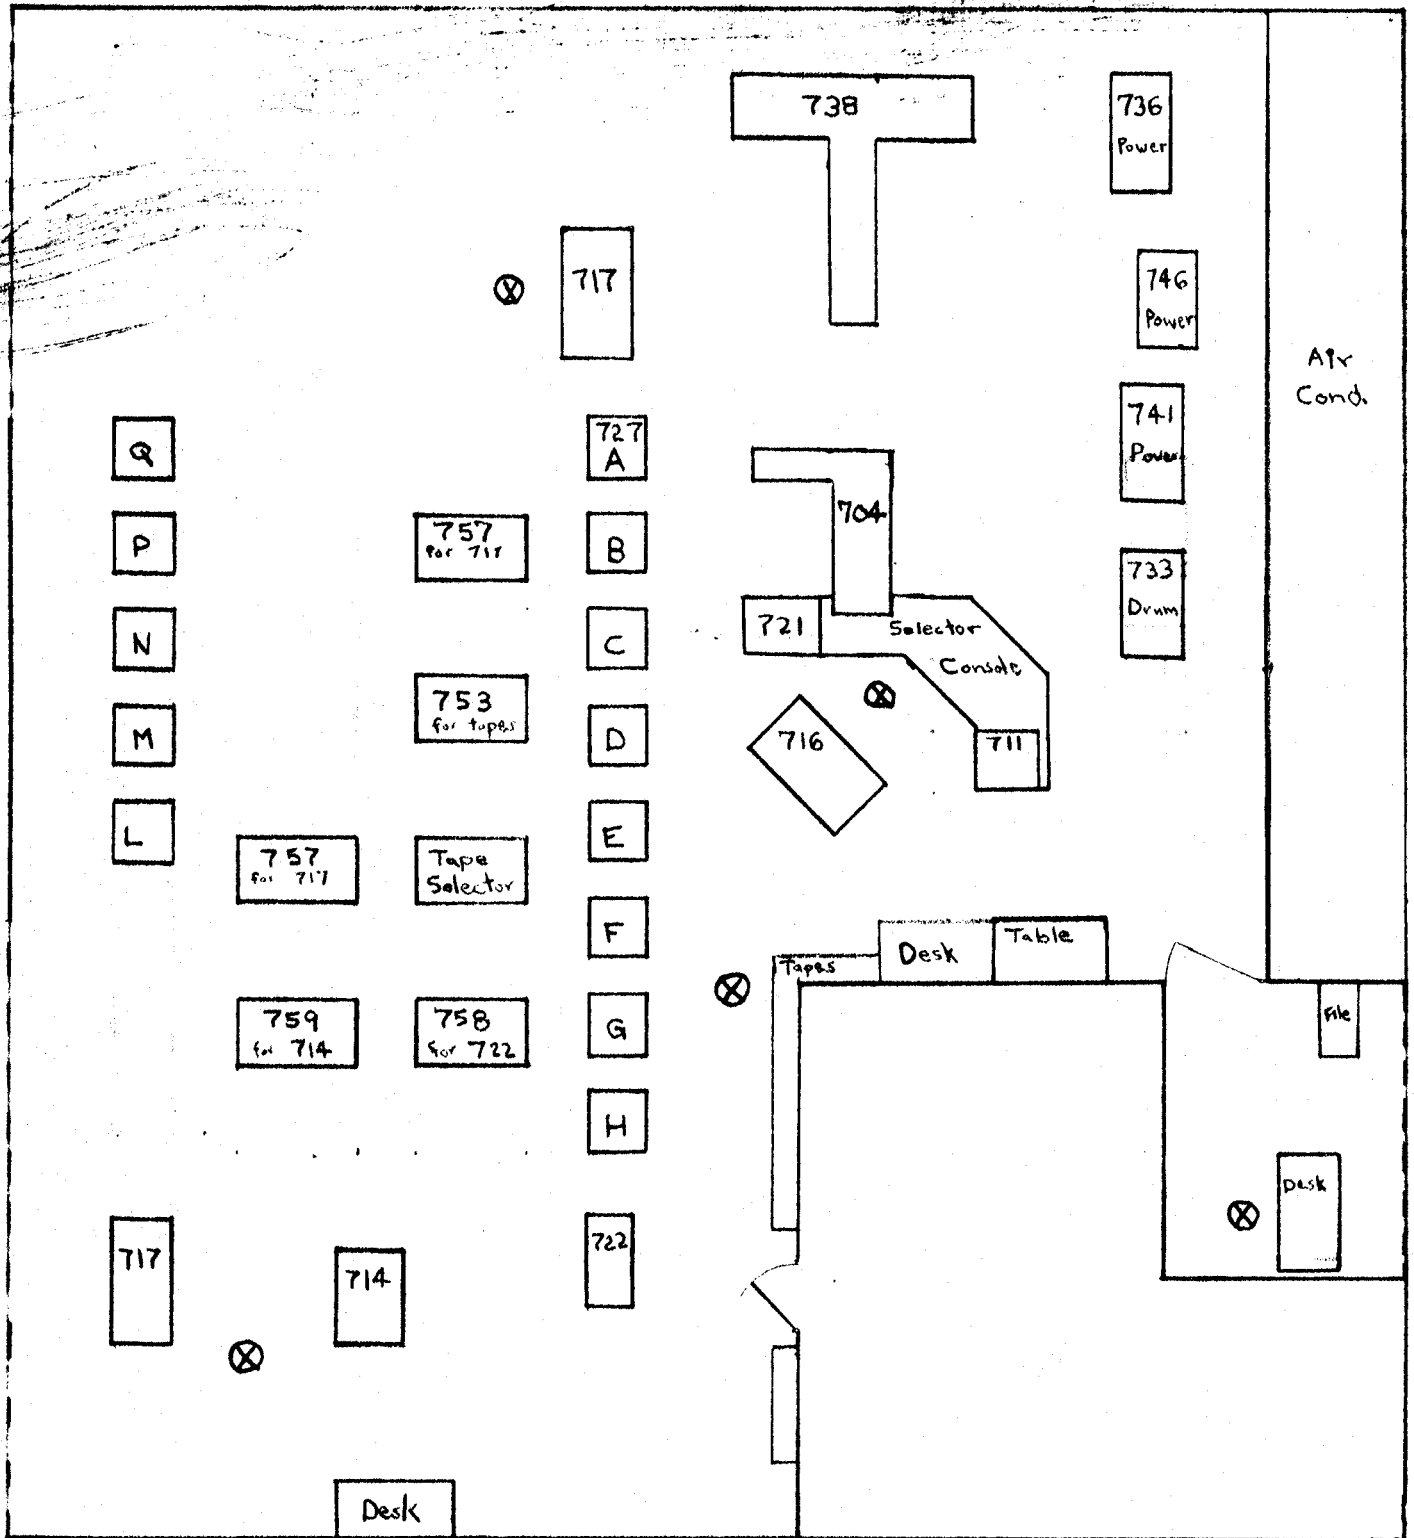 738
736
Power
717
746
Power
Air
Cond.
741
Power
Q
727
A
704
P
757
for 717
B
733
Drum
N
C
721
Selector
Console
753
for tapes
M
D
716
711
L
757
for 717
Tape
Selector
E
F
Tapes
Desk
Table
759
for 714
758
for 722
G
File
H
Desk
717
714
722
Desk